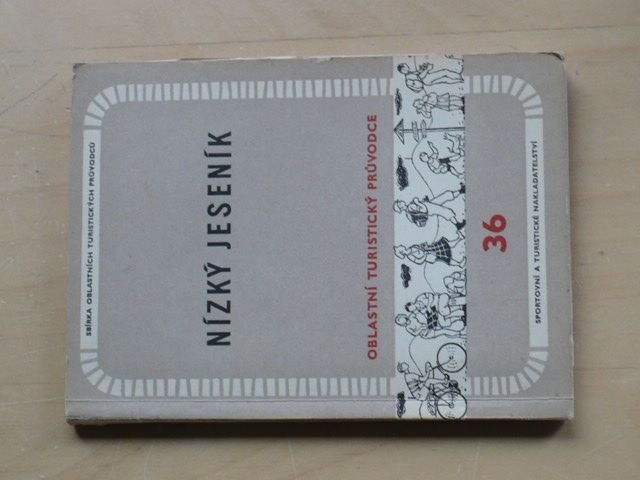 SBÍRKA OBLASTNÍCH TURISTICKÝCH PRŮVODCŮ
NÍZKÝ JESENÍK
OBLASTNÍ TURISTICKÝ PRŮVODCE
36
SPORTOVNÍ A TURISTICKÉ NAKLADATELSTVÍ